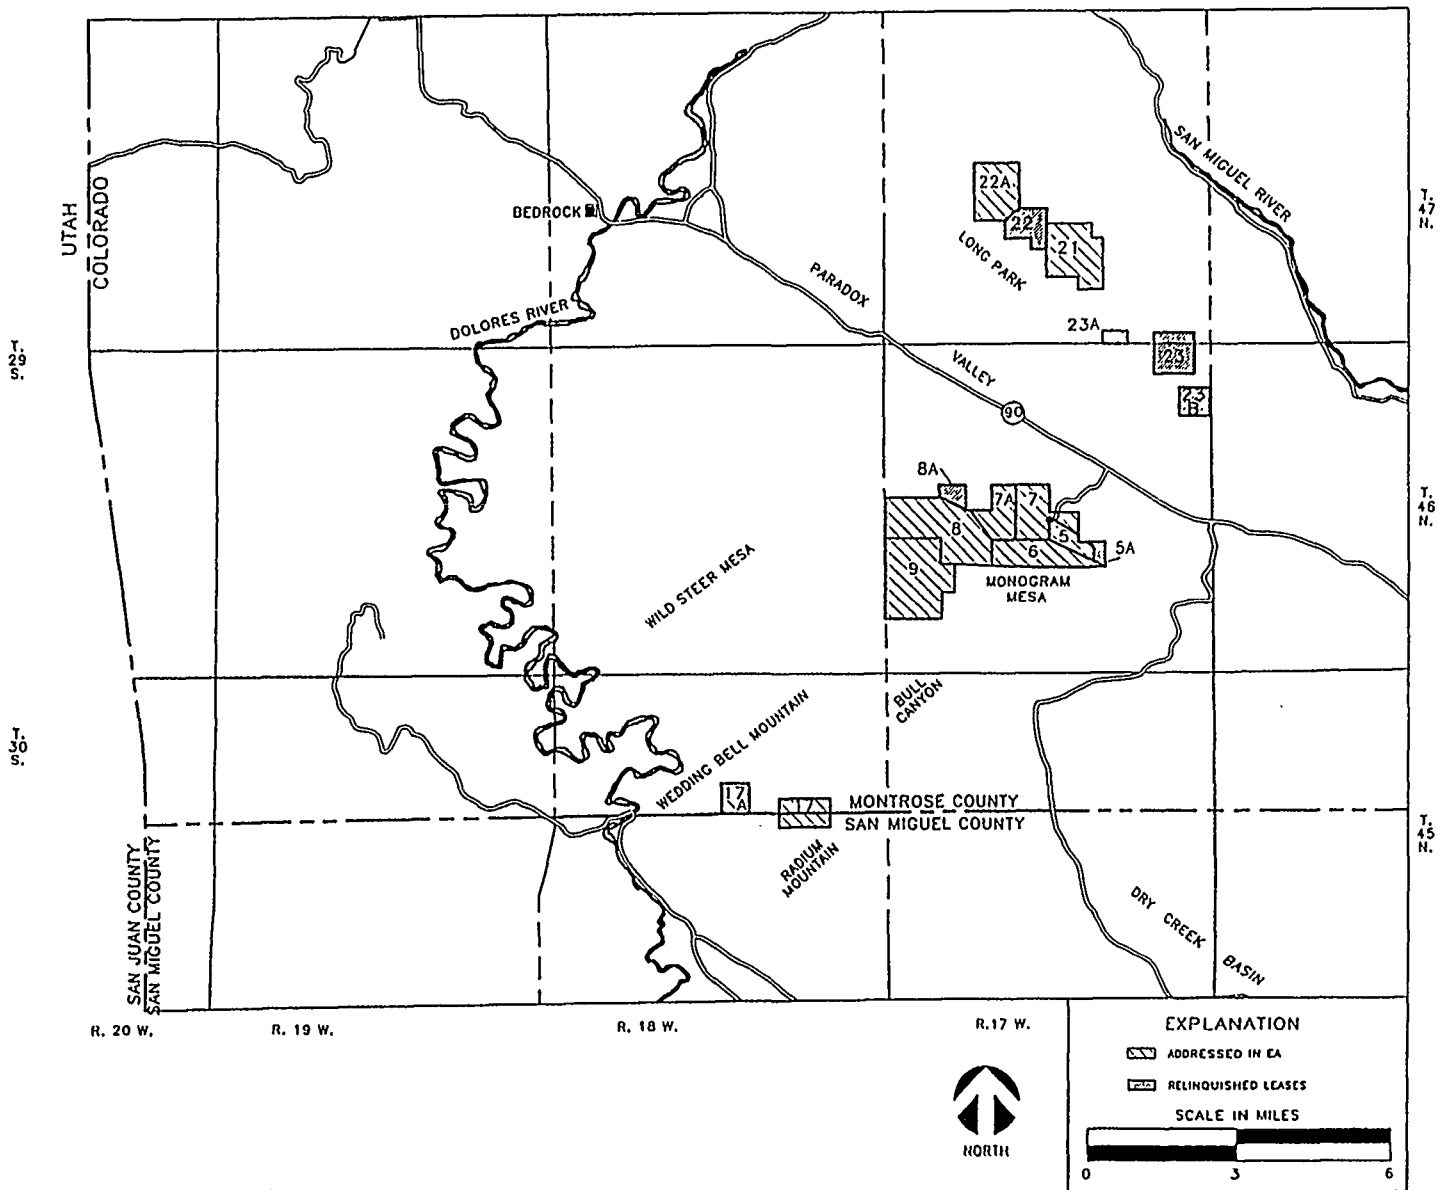 SAN MIGUEL RIVER
22A
T.
47
N.
UTAH
COLORADO
BEDROCK
22
21
LONG PARK
PARADOX
DOLORES RIVER
23A
T.
29
S.
23
VALLEY
23
B
90
8A
7A
7
T.
46
N.
8
5
6
5A
9
MONOGRAM
MESA
WILD STEER MESA
BULL
CANYON
T.
30
S.
WEDDING BELL MOUNTAIN
17
A
17
MONTROSE COUNTY
SAN MIGUEL COUNTY
T.
45
N.
RADIUM
MOUNTAIN
SAN JUAN COUNTY
SAN MIGUEL COUNTY
DRY CREEK BASIN
R. 20 W.
R. 19 W.
R. 18 W.
R.17 W.
EXPLANATION
ADDRESSED IN EA
RELINQUISHED LEASES
SCALE IN MILES
0 3 6
NORTH